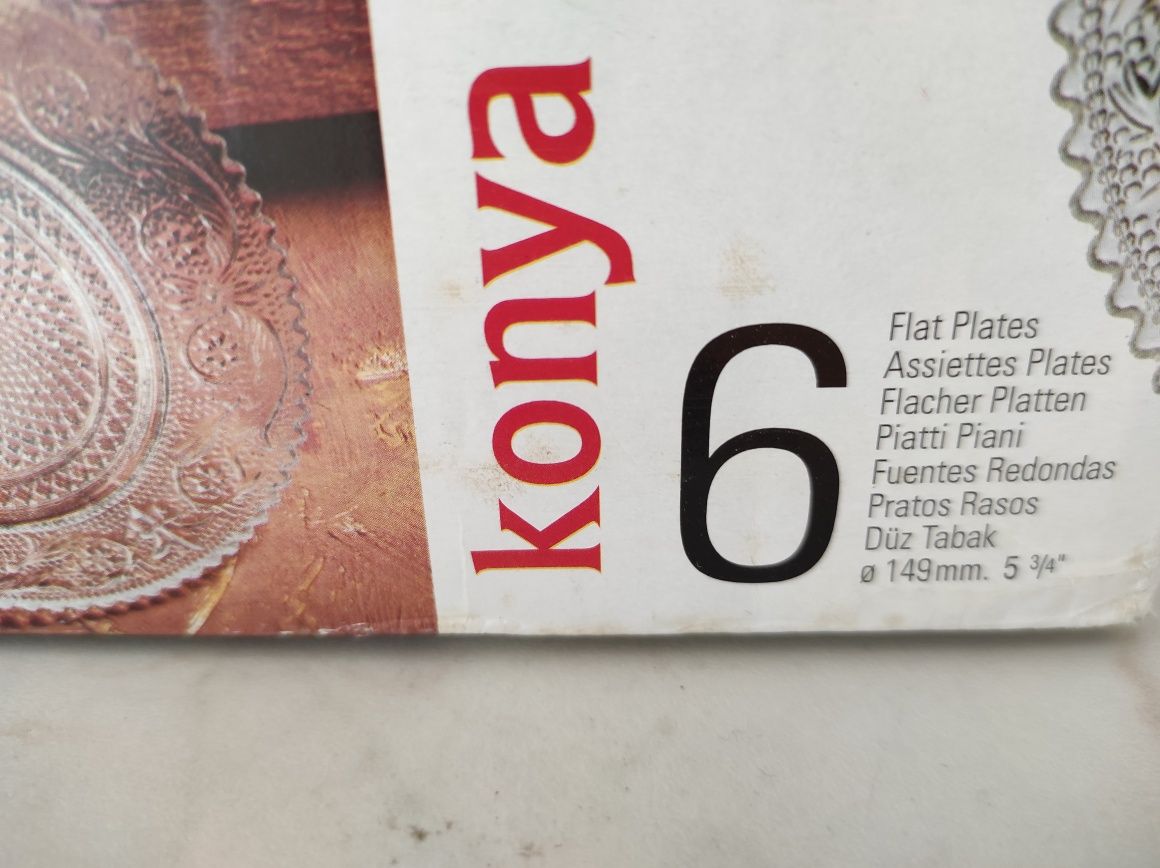 konya
6
Flat Plates
Assiettes Plates
Flacher Platten
Piatti Piani
Fuentes Redondas
Pratos Rasos
Düz Tabak
ø 149mm. 5 3/4"